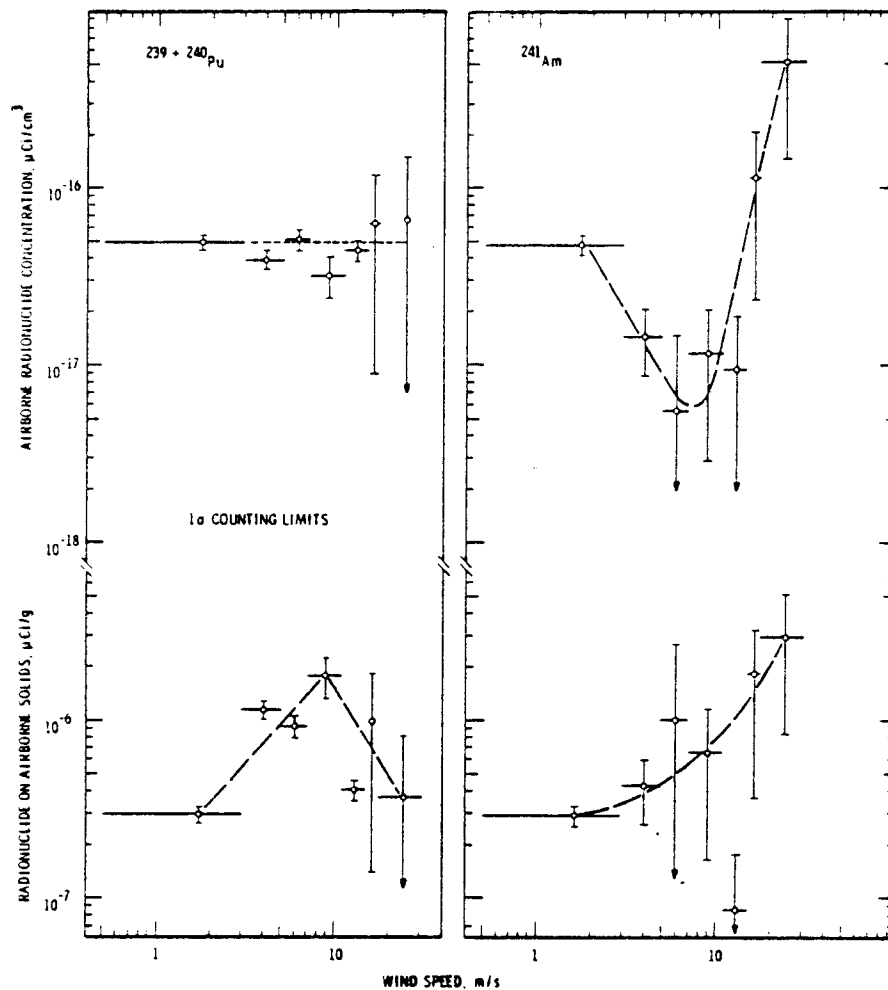 239 + 240Pu
241Am
AIRBORNE RADIONUCLIDE CONCENTRATION, μCi/cm3
10-16
10-17
1σ COUNTING LIMITS
10-18
RADIONUCLIDE ON AIRBORNE SOLIDS, μCi/g
10-6
10-7
1
10
1
10
WIND SPEED, m/s